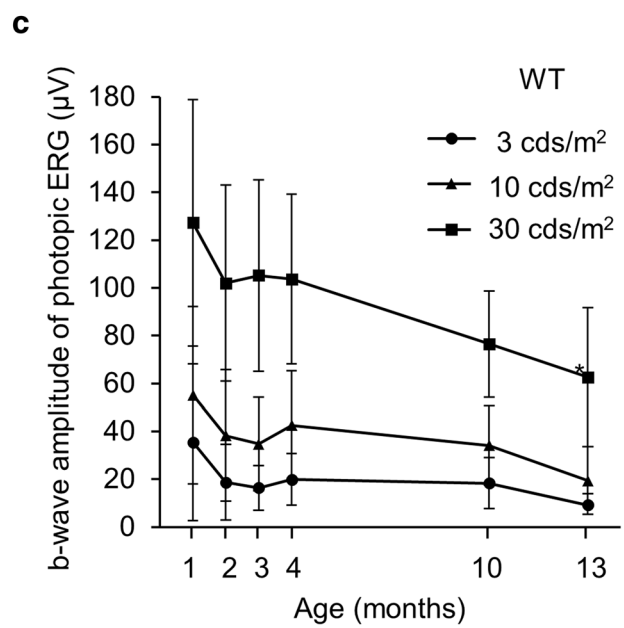 c
WT
3 cds/m²
10 cds/m²
30 cds/m²
b-wave amplitude of photopic ERG (µV)
180
160
140
120
100
80
60
40
20
0
*
1 2 3 4 10 13
Age (months)